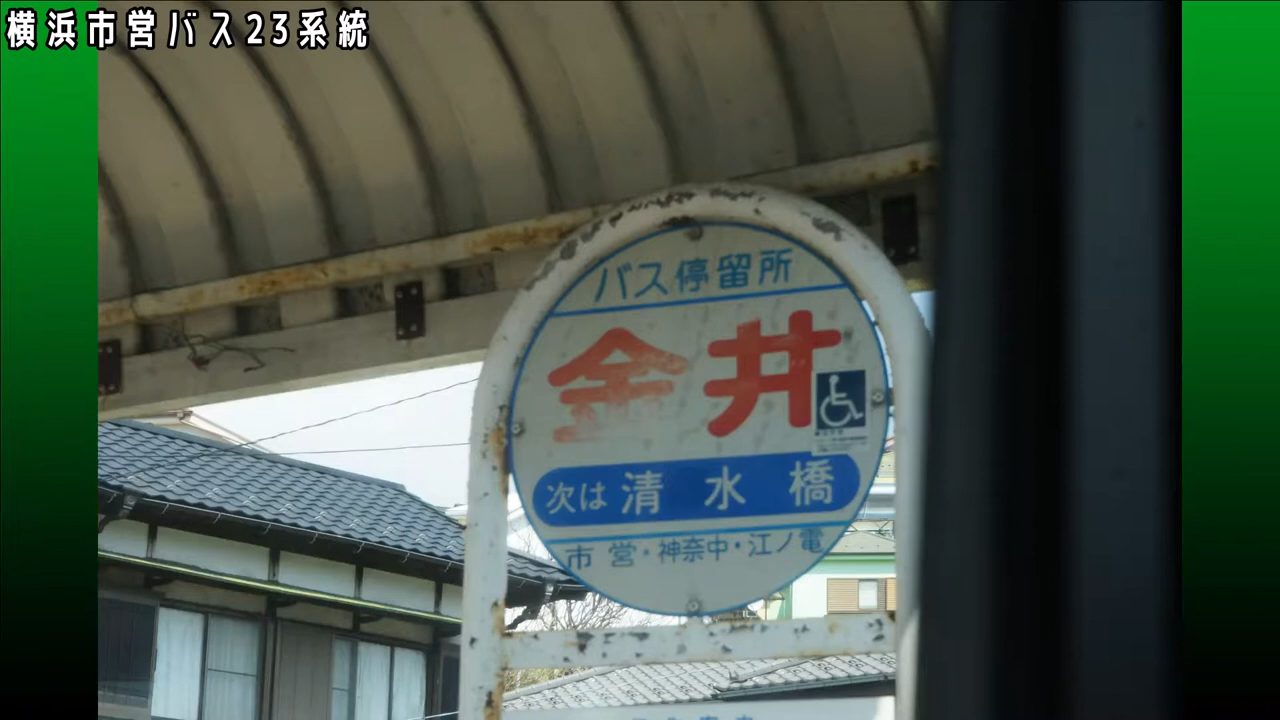 横浜市営バス23系統
バス停留所
金井
次は 清水橋
市営・神奈中・江ノ電